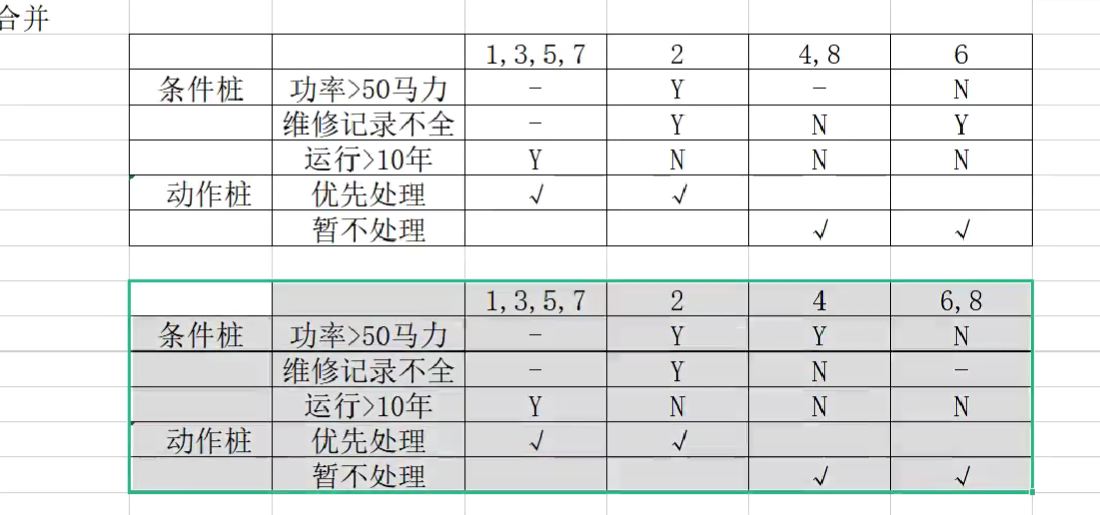 合并
1,3,5,7 2 4,8 6
条件桩 功率>50马力 - Y - N
维修记录不全 - Y N Y
运行>10年 Y N N N
动作桩 优先处理 √ √
暂不处理 √ √
1,3,5,7 2 4 6,8
条件桩 功率>50马力 - Y Y N
维修记录不全 - Y N -
运行>10年 Y N N N
动作桩 优先处理 √ √
暂不处理 √ √